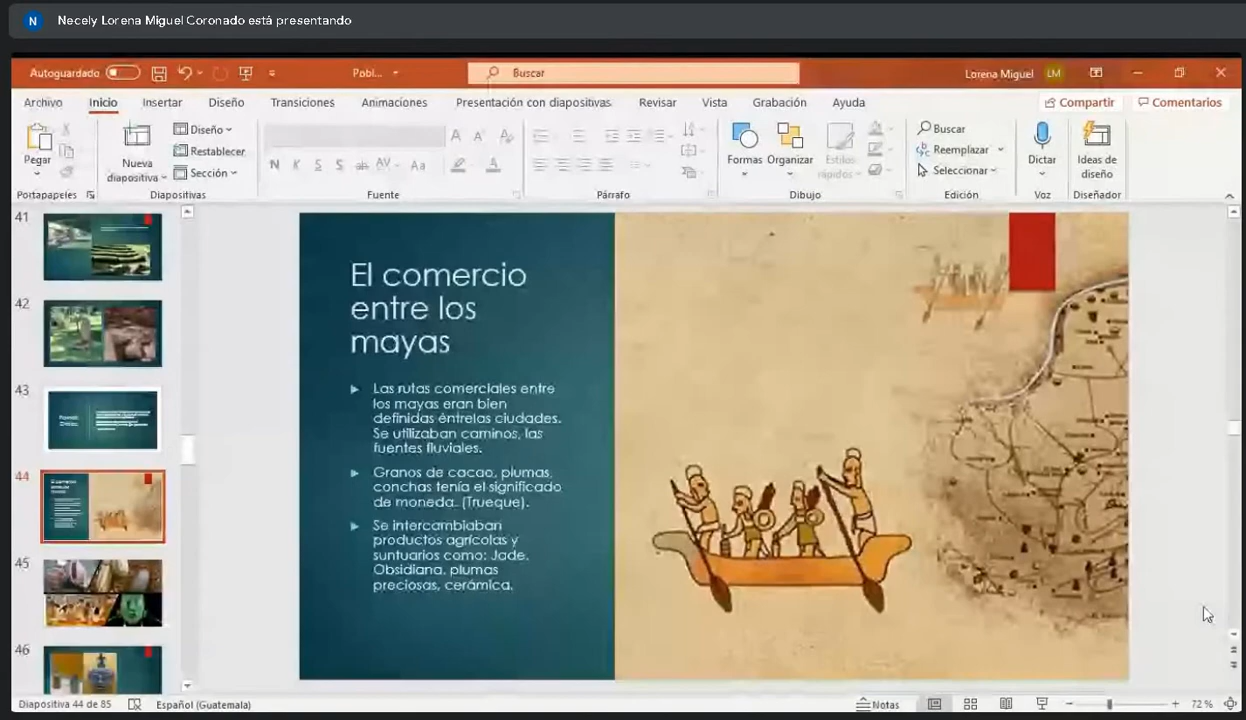 N Necely Lorena Miguel Coronado está presentando
Autoguardado Pobl... Buscar Lorena Miguel LM
Archivo Inicio Insertar Diseño Transiciones Animaciones Presentación con diapositivas Revisar Vista Grabación Ayuda Compartir Comentarios
Pegar
Nueva
diapositiva
Diseño
Restablecer
Sección
N K S S ab AV Aa
Formas Organizar Estilos
rápidos
Buscar
Reemplazar
Seleccionar
Dictar
Ideas de
diseño
Portapapeles Diapositivas Fuente Párrafo Dibujo Edición Voz Diseñador
41
42
43
44
45
46
El comercio
entre los
mayas
Las rutas comerciales entre
los mayas eran bien
definidas éntrelas ciudades.
Se utilizaban caminos, las
fuentes fluviales.
Granos de cacao, plumas,
conchas tenía el significado
de moneda. (Trueque).
Se intercambiaban
productos agrícolas y
suntuarios como: Jade,
Obsidiana, plumas
preciosas, cerámica.
Diapositiva 44 de 85 Español (Guatemala) Notas 72 %